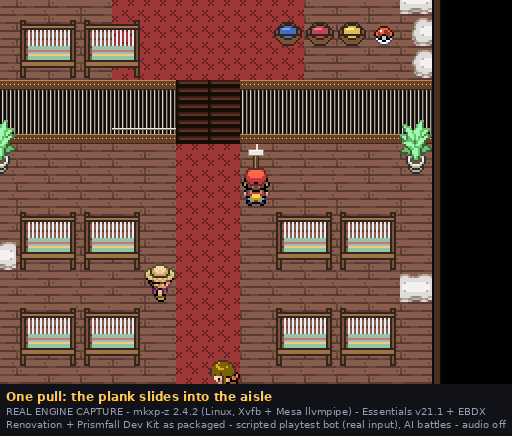 One pull: the plank slides into the aisle
REAL ENGINE CAPTURE - mkxp-z 2.4.2 (Linux, Xvfb + Mesa llvmpipe) - Essentials v21.1 + EBDX
Renovation + Prismfall Dev Kit as packaged - scripted playtest bot (real input), AI battles - audio off